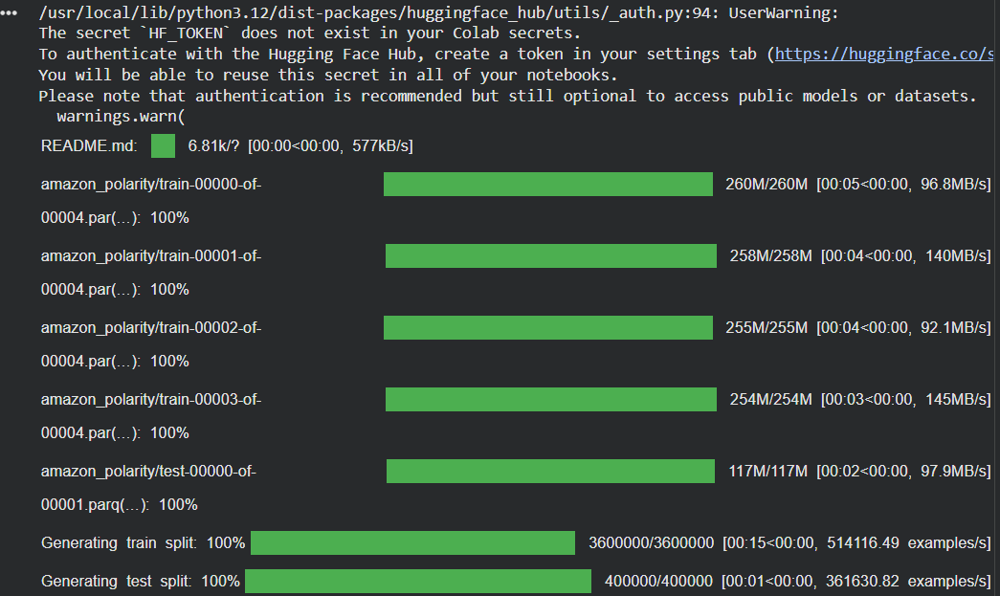 /usr/local/lib/python3.12/dist-packages/huggingface_hub/utils/_auth.py:94: UserWarning:
The secret `HF_TOKEN` does not exist in your Colab secrets.
To authenticate with the Hugging Face Hub, create a token in your settings tab (https://huggingface.co/s
You will be able to reuse this secret in all of your notebooks.
Please note that authentication is recommended but still optional to access public models or datasets.
  warnings.warn(
README.md: 6.81k/? [00:00<00:00, 577kB/s]
amazon_polarity/train-00000-of- 260M/260M [00:05<00:00, 96.8MB/s]
00004.par(…): 100%
amazon_polarity/train-00001-of- 258M/258M [00:04<00:00, 140MB/s]
00004.par(…): 100%
amazon_polarity/train-00002-of- 255M/255M [00:04<00:00, 92.1MB/s]
00004.par(…): 100%
amazon_polarity/train-00003-of- 254M/254M [00:03<00:00, 145MB/s]
00004.par(…): 100%
amazon_polarity/test-00000-of- 117M/117M [00:02<00:00, 97.9MB/s]
00001.parq(…): 100%
Generating train split: 100% 3600000/3600000 [00:15<00:00, 514116.49 examples/s]
Generating test split: 100% 400000/400000 [00:01<00:00, 361630.82 examples/s]